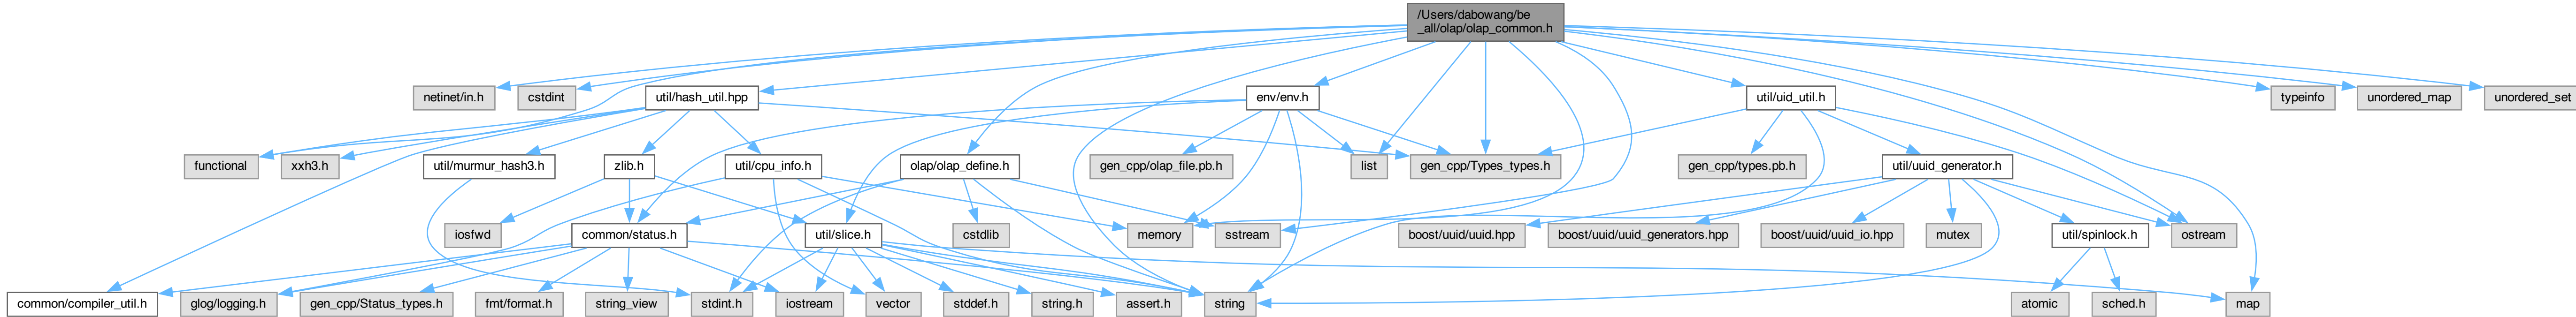 /Users/dabowang/be
_all/olap/olap_common.h
netinet/in.h
cstdint
util/hash_util.hpp
env/env.h
util/uid_util.h
typeinfo
unordered_map
unordered_set
functional
xxh3.h
util/murmur_hash3.h
zlib.h
util/cpu_info.h
olap/olap_define.h
gen_cpp/olap_file.pb.h
list
gen_cpp/Types_types.h
gen_cpp/types.pb.h
util/uuid_generator.h
iosfwd
common/status.h
util/slice.h
cstdlib
memory
sstream
boost/uuid/uuid.hpp
boost/uuid/uuid_generators.hpp
boost/uuid/uuid_io.hpp
mutex
util/spinlock.h
ostream
common/compiler_util.h
glog/logging.h
gen_cpp/Status_types.h
fmt/format.h
string_view
stdint.h
iostream
vector
stddef.h
string.h
assert.h
string
atomic
sched.h
map